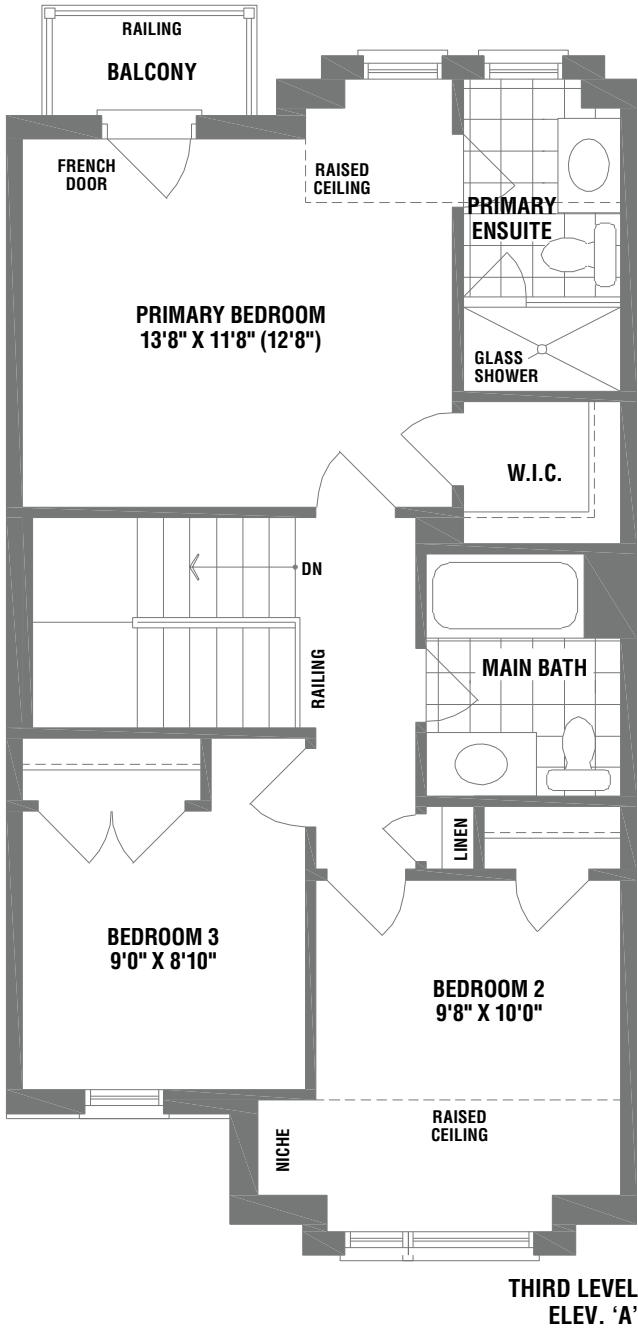 RAILING
BALCONY
FRENCH
DOOR
RAISED
CEILING
PRIMARY
ENSUITE
PRIMARY BEDROOM
13'8" X 11'8" (12'8")
GLASS
SHOWER
W.I.C.
DN
RAILING
MAIN BATH
LINEN
BEDROOM 3
9'0" X 8'10"
BEDROOM 2
9'8" X 10'0"
RAISED
CEILING
NICHE
THIRD LEVEL
ELEV. ‘A’